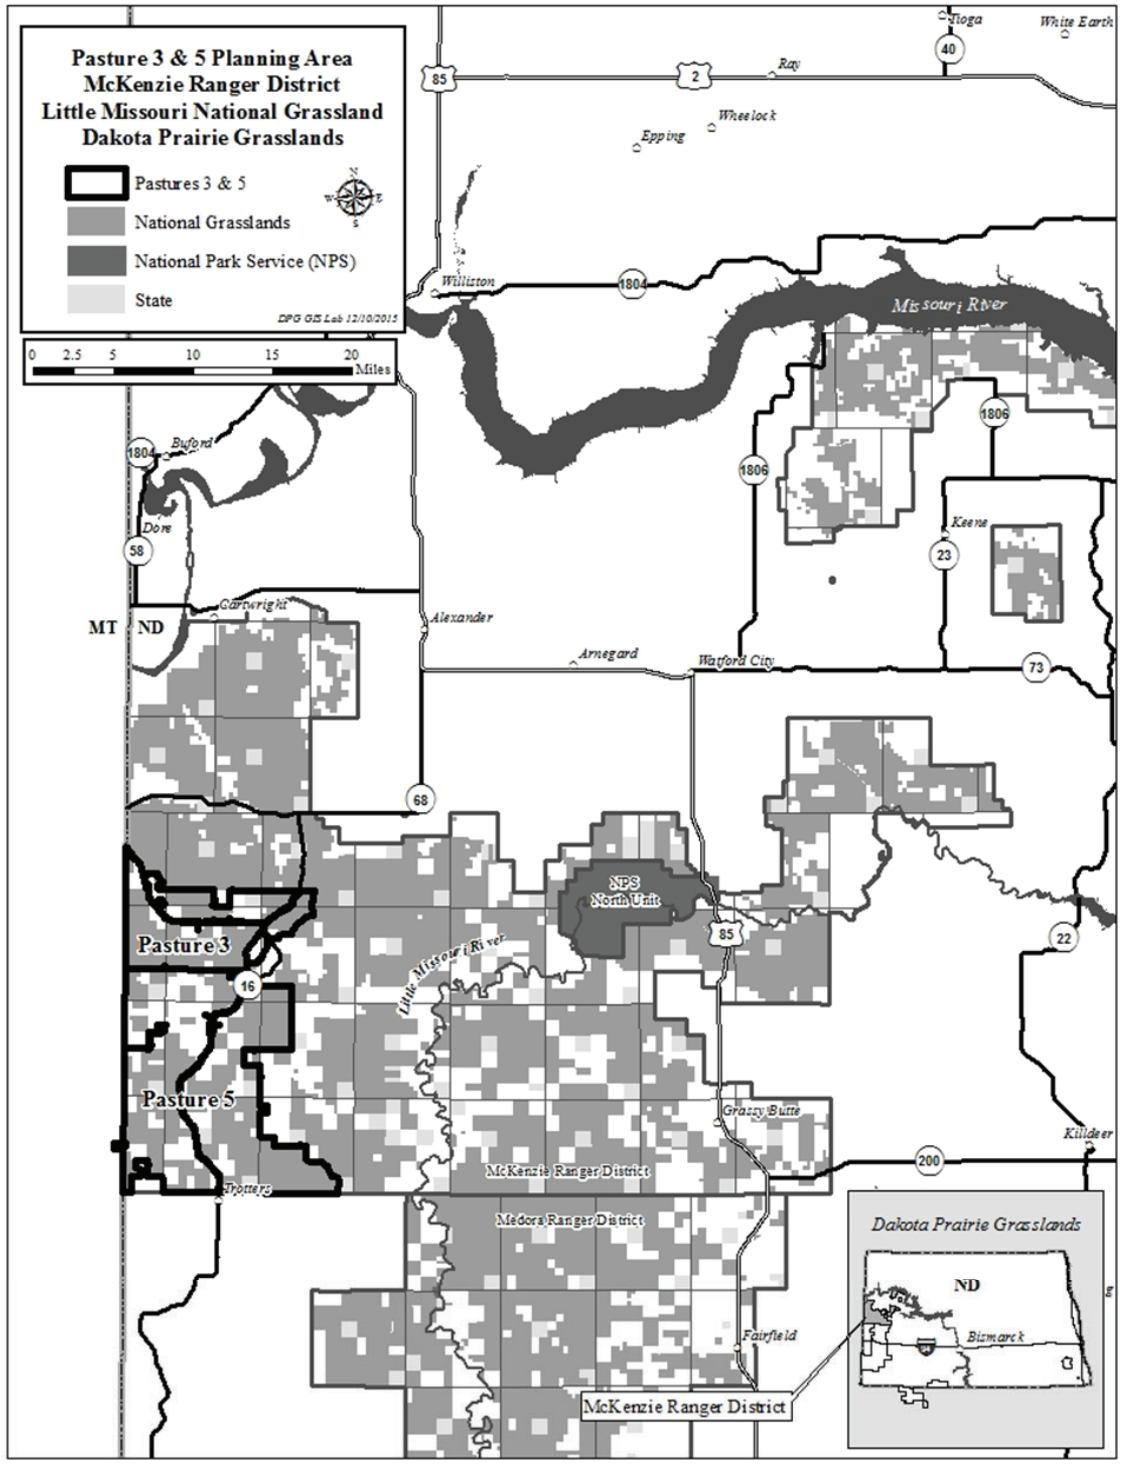 Pasture 3 & 5 Planning Area
McKenzie Ranger District
Little Missouri National Grassland
Dakota Prairie Grasslands
Pastures 3 & 5
National Grasslands
National Park Service (NPS)
State
N
W
E
S
DPG GIS Lab 12/10/2015
0 2.5 5 10 15 20
Miles
Tioga
White Earth
40
85
2
Ray
Wheelock
Epping
Williston
1804
Missouri River
1806
1806
1804
Buford
Dore
58
Keene
23
Cartwright
MT
ND
Alexander
Arnegard
Watford City
73
68
NPS
North Unit
85
22
Pasture 3
Little Missouri River
16
Pasture 5
Grassy Butte
Killdeer
McKenzie Ranger District
200
Trotters
Medora Ranger District
Fairfield
McKenzie Ranger District
Dakota Prairie Grasslands
ND
Bismarck
94